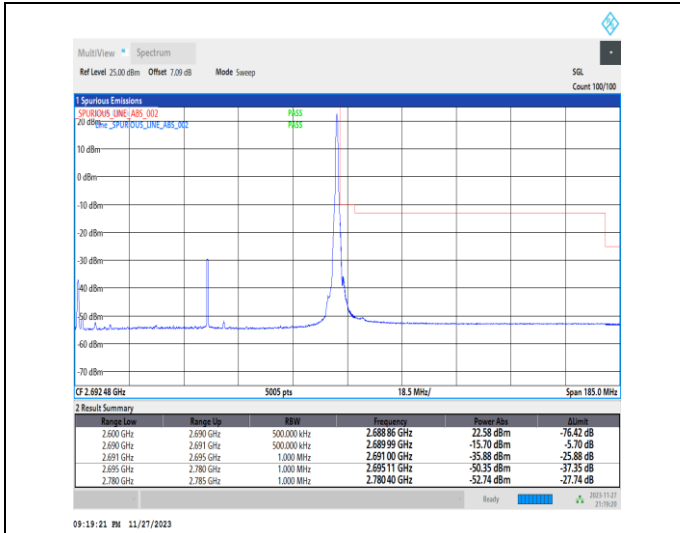 MultiView Spectrum
Ref Level 25.00 dBm Offset 7.09 dB Mode Sweep SGL
Count 100/100
1 Spurious Emissions
SPURIOUS_LINE_ABS_002 PASS
20 dBm
Line _SPURIOUS_LINE_ABS_002 PASS
10 dBm
0 dBm
-10 dBm
-20 dBm
-30 dBm
-40 dBm
-50 dBm
-60 dBm
-70 dBm
CF 2.692 48 GHz 5005 pts 18.5 MHz/ Span 185.0 MHz
2 Result Summary
Range Low Range Up RBW Frequency Power Abs ΔLimit
2.600 GHz 2.690 GHz 500.000 kHz 2.688 86 GHz 22.58 dBm -76.42 dB
2.690 GHz 2.691 GHz 500.000 kHz 2.689 99 GHz -15.70 dBm -5.70 dB
2.691 GHz 2.695 GHz 1.000 MHz 2.691 00 GHz -35.88 dBm -25.88 dB
2.695 GHz 2.780 GHz 1.000 MHz 2.695 11 GHz -50.35 dBm -37.35 dB
2.780 GHz 2.785 GHz 1.000 MHz 2.780 40 GHz -52.74 dBm -27.74 dB
Ready 2023-11-27
21:19:20
09:19:21 PM 11/27/2023